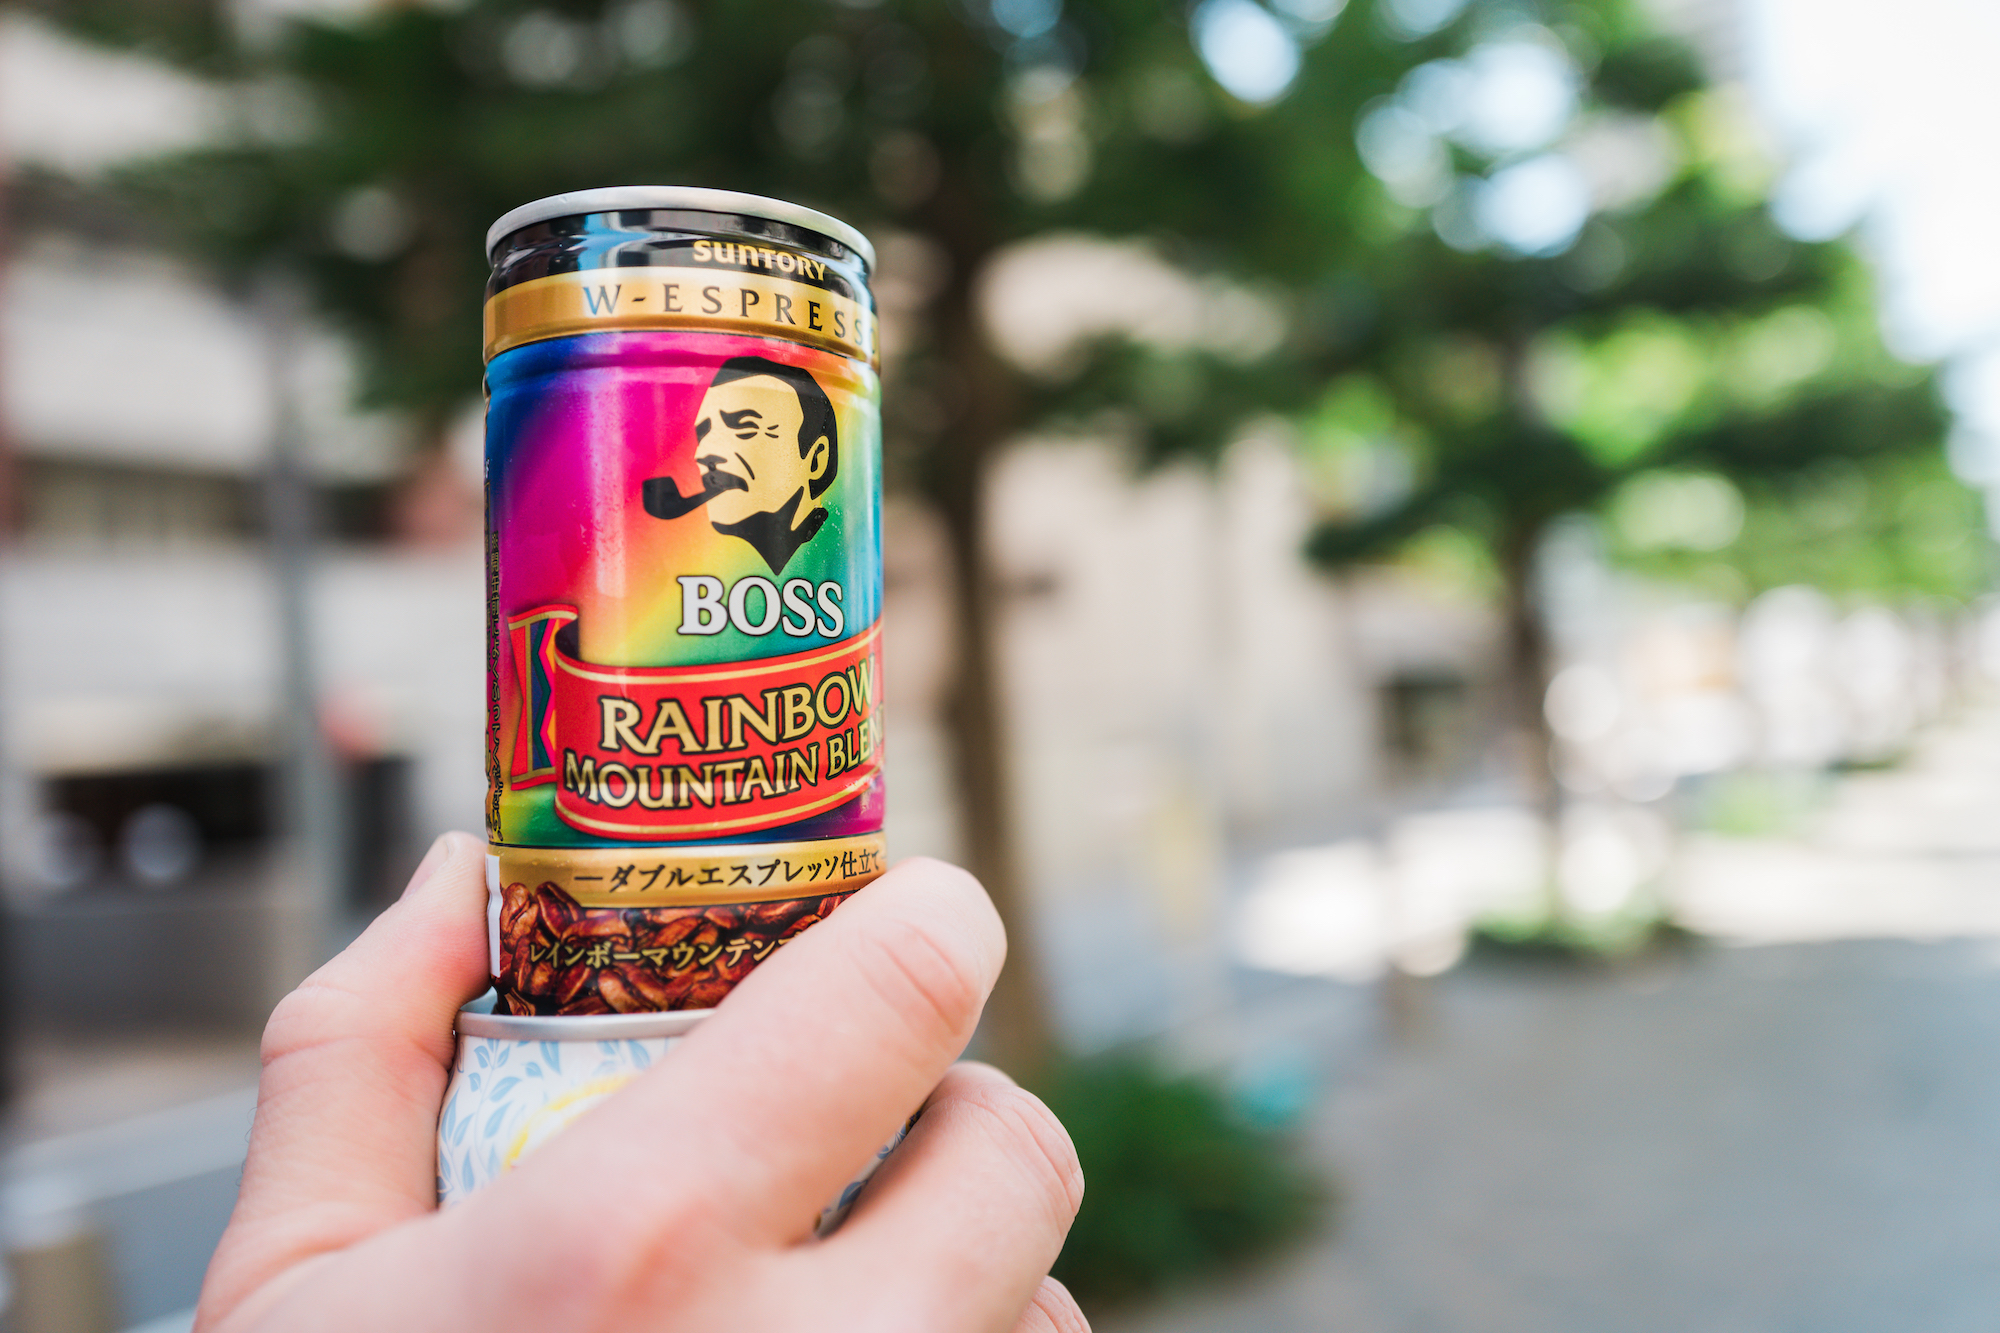 SUNTORY
W-ESPRESS
BOSS
RAINBOW
MOUNTAIN BLEN
ーダブルエスプレッソ仕立て
レインボーマウンテン